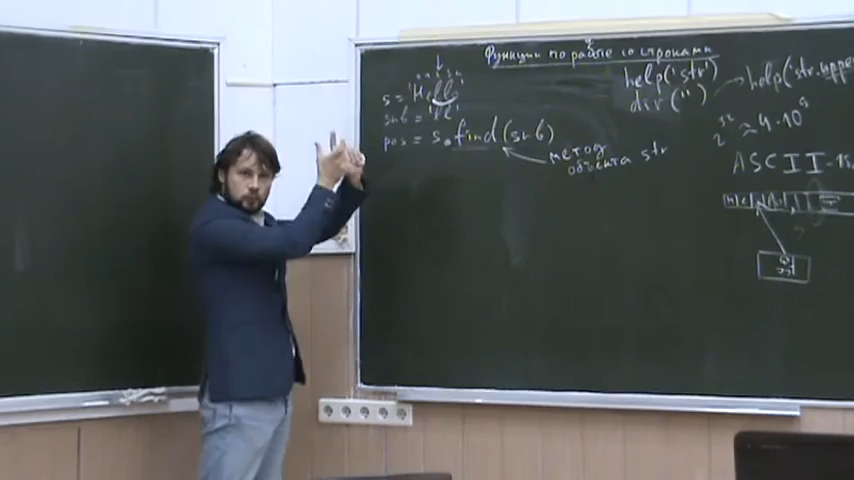 Функции по работе со строками
s = 'Hello'
sub = 'll'
pos = s.find(sub)
метод
объекта str
help('str')
dir('')
help(str.upper
2³² ≈ 4·10⁹
ASCII